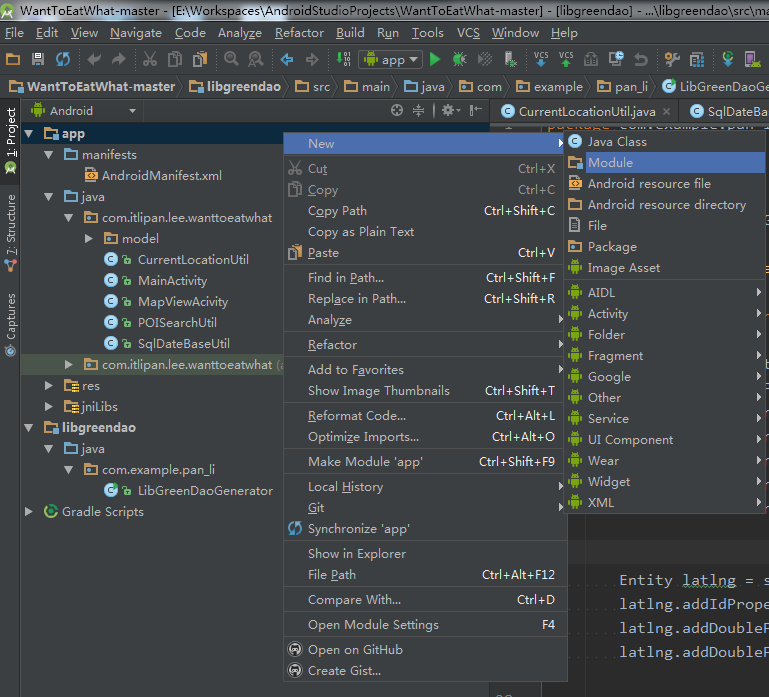 WantToEatWhat-master - [E:\Workspaces\AndroidStudioProjects\WantToEatWhat-master] - [libgreendao] - ...\libgreendao\src\ma
File Edit View Navigate Code Analyze Refactor Build Run Tools VCS Window Help
app VCS VCS
WantToEatWhat-master libgreendao src main java com example pan_li LibGreenDaoGe
1: Project
7: Structure
Captures
Android
CurrentLocationUtil.java SqlDateBa
app
manifests
AndroidManifest.xml
java
com.itlipan.lee.wanttoeatwhat
model
CurrentLocationUtil
MainActivity
MapViewAcivity
POISearchUtil
SqlDateBaseUtil
com.itlipan.lee.wanttoeatwhat
res
jniLibs
libgreendao
java
com.example.pan_li
LibGreenDaoGenerator
Gradle Scripts
New
Cut Ctrl+X
Copy Ctrl+C
Copy Path Ctrl+Shift+C
Copy as Plain Text
Paste Ctrl+V
Find in Path... Ctrl+Shift+F
Replace in Path... Ctrl+Shift+R
Analyze
Refactor
Add to Favorites
Show Image Thumbnails Ctrl+Shift+T
Reformat Code... Ctrl+Alt+L
Optimize Imports... Ctrl+Alt+O
Make Module 'app' Ctrl+Shift+F9
Local History
Git
Synchronize 'app'
Show in Explorer
File Path Ctrl+Alt+F12
Compare With... Ctrl+D
Open Module Settings F4
Open on GitHub
Create Gist...
Java Class
Module
Android resource file
Android resource directory
File
Package
Image Asset
AIDL
Activity
Folder
Fragment
Google
Other
Service
UI Component
Wear
Widget
XML
Entity latlng = s
latlng.addIdPrope
latlng.addDoubleP
latlng.addDoubleP